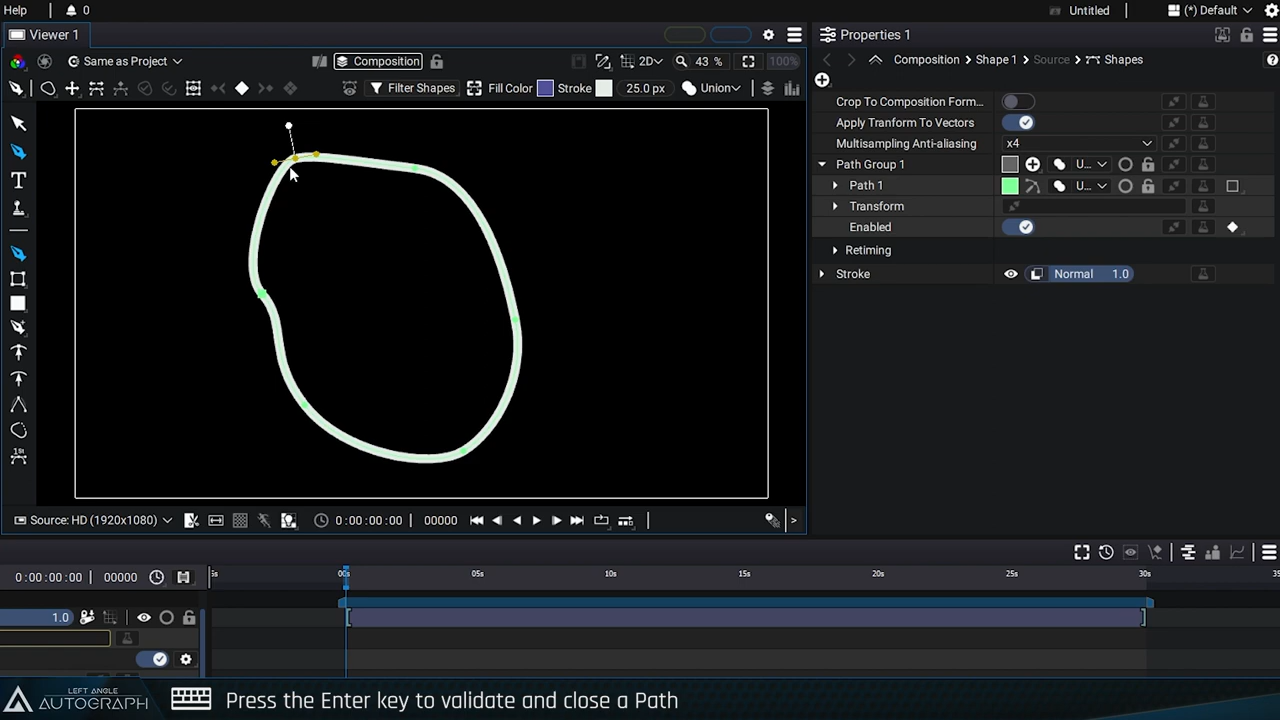 Help 0 Untitled (*) Default
Viewer 1 Properties 1
Same as Project Composition 2D 43 % 100% Composition Shape 1 Source Shapes
Filter Shapes Fill Color Stroke 25.0 px Union
Crop To Composition Form...
Apply Tranform To Vectors
Multisampling Anti-aliasing x4
Path Group 1 U...
Path 1 U...
Transform
Enabled
Retiming
Stroke Normal 1.0
T
1St
Source: HD (1920x1080) 0:00:00:00 00000 >
0:00:00:00 00000 5s 00s 05s 10s 15s 20s 25s 30s 35
1.0
LEFT ANGLE
AUTOGRAPH
Press the Enter key to validate and close a Path